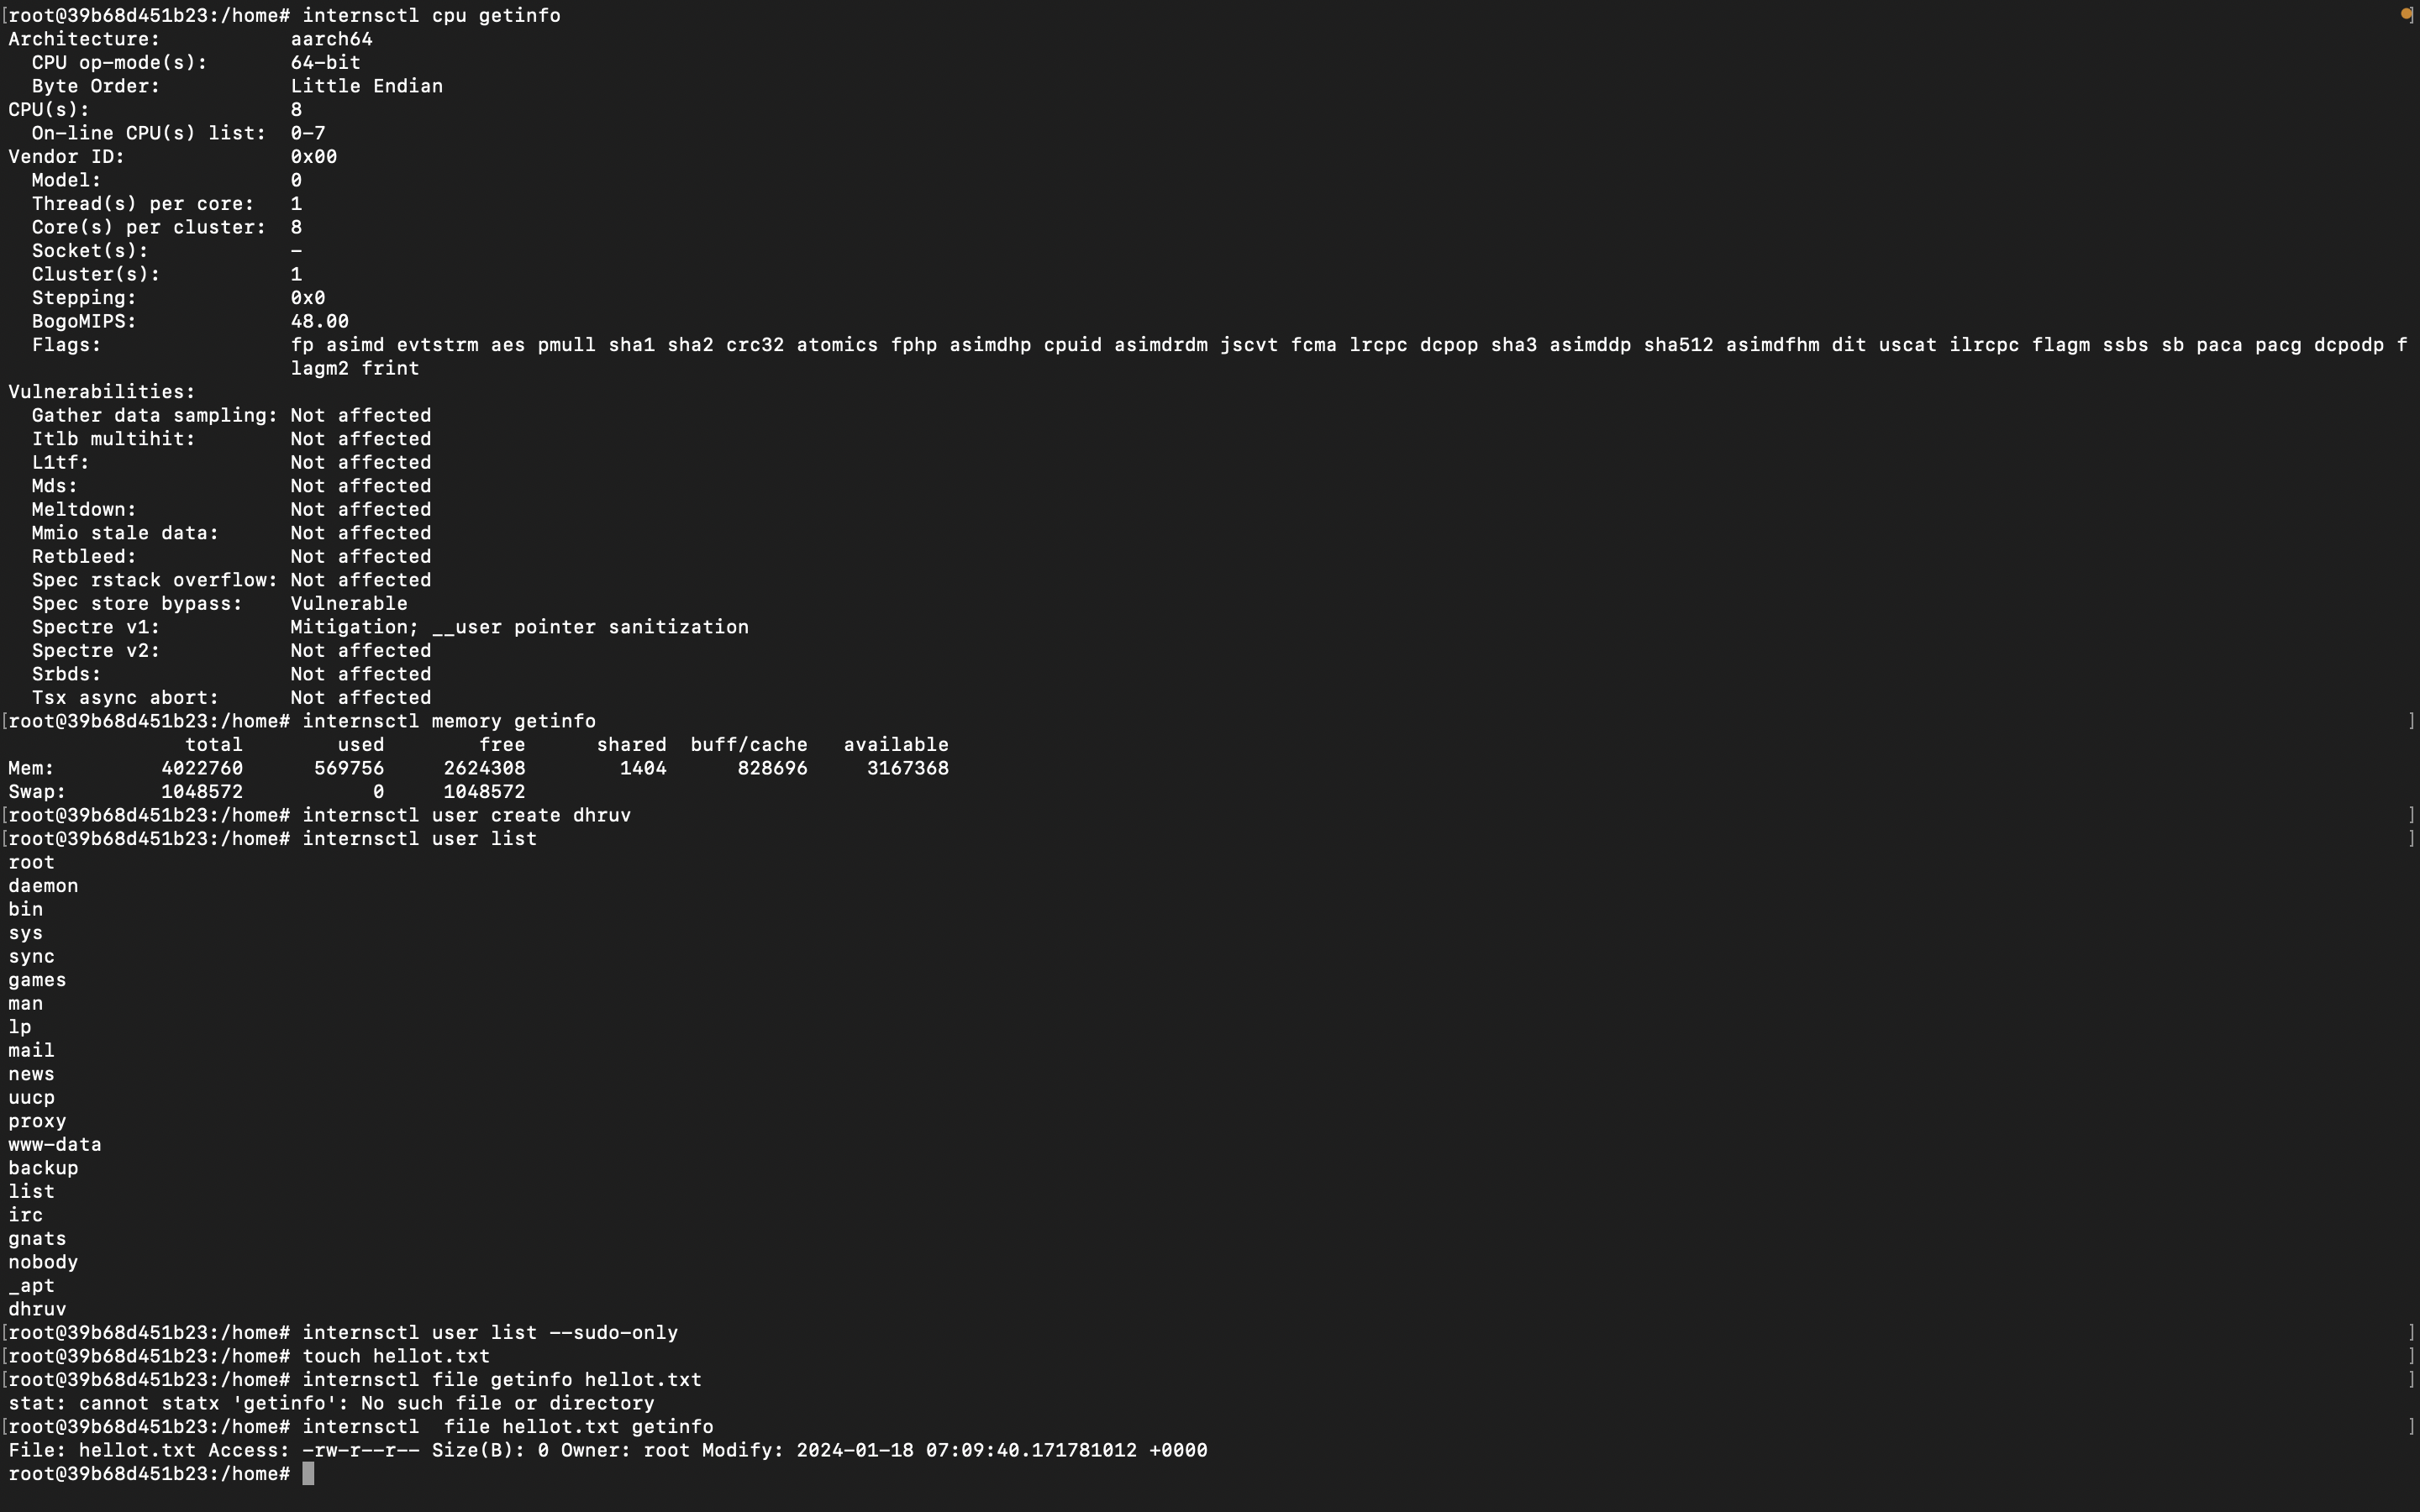 [root@39b68d451b23:/home# internsctl cpu getinfo ]
Architecture:           aarch64
  CPU op-mode(s):       64-bit
  Byte Order:           Little Endian
CPU(s):                 8
  On-line CPU(s) list:  0-7
Vendor ID:              0x00
  Model:                0
  Thread(s) per core:   1
  Core(s) per cluster:  8
  Socket(s):            -
  Cluster(s):           1
  Stepping:             0x0
  BogoMIPS:             48.00
  Flags:                fp asimd evtstrm aes pmull sha1 sha2 crc32 atomics fphp asimdhp cpuid asimdrdm jscvt fcma lrcpc dcpop sha3 asimddp sha512 asimdfhm dit uscat ilrcpc flagm ssbs sb paca pacg dcpodp f
                        lagm2 frint
Vulnerabilities:
  Gather data sampling: Not affected
  Itlb multihit:        Not affected
  L1tf:                 Not affected
  Mds:                  Not affected
  Meltdown:             Not affected
  Mmio stale data:      Not affected
  Retbleed:             Not affected
  Spec rstack overflow: Not affected
  Spec store bypass:    Vulnerable
  Spectre v1:           Mitigation; __user pointer sanitization
  Spectre v2:           Not affected
  Srbds:                Not affected
  Tsx async abort:      Not affected
[root@39b68d451b23:/home# internsctl memory getinfo ]
               total        used        free      shared  buff/cache   available
Mem:         4022760      569756     2624308        1404      828696     3167368
Swap:        1048572           0     1048572
[root@39b68d451b23:/home# internsctl user create dhruv ]
[root@39b68d451b23:/home# internsctl user list ]
root
daemon
bin
sys
sync
games
man
lp
mail
news
uucp
proxy
www-data
backup
list
irc
gnats
nobody
_apt
dhruv
[root@39b68d451b23:/home# internsctl user list --sudo-only ]
[root@39b68d451b23:/home# touch hellot.txt ]
[root@39b68d451b23:/home# internsctl file getinfo hellot.txt ]
stat: cannot statx 'getinfo': No such file or directory
[root@39b68d451b23:/home# internsctl  file hellot.txt getinfo ]
File: hellot.txt Access: -rw-r--r-- Size(B): 0 Owner: root Modify: 2024-01-18 07:09:40.171781012 +0000
root@39b68d451b23:/home#